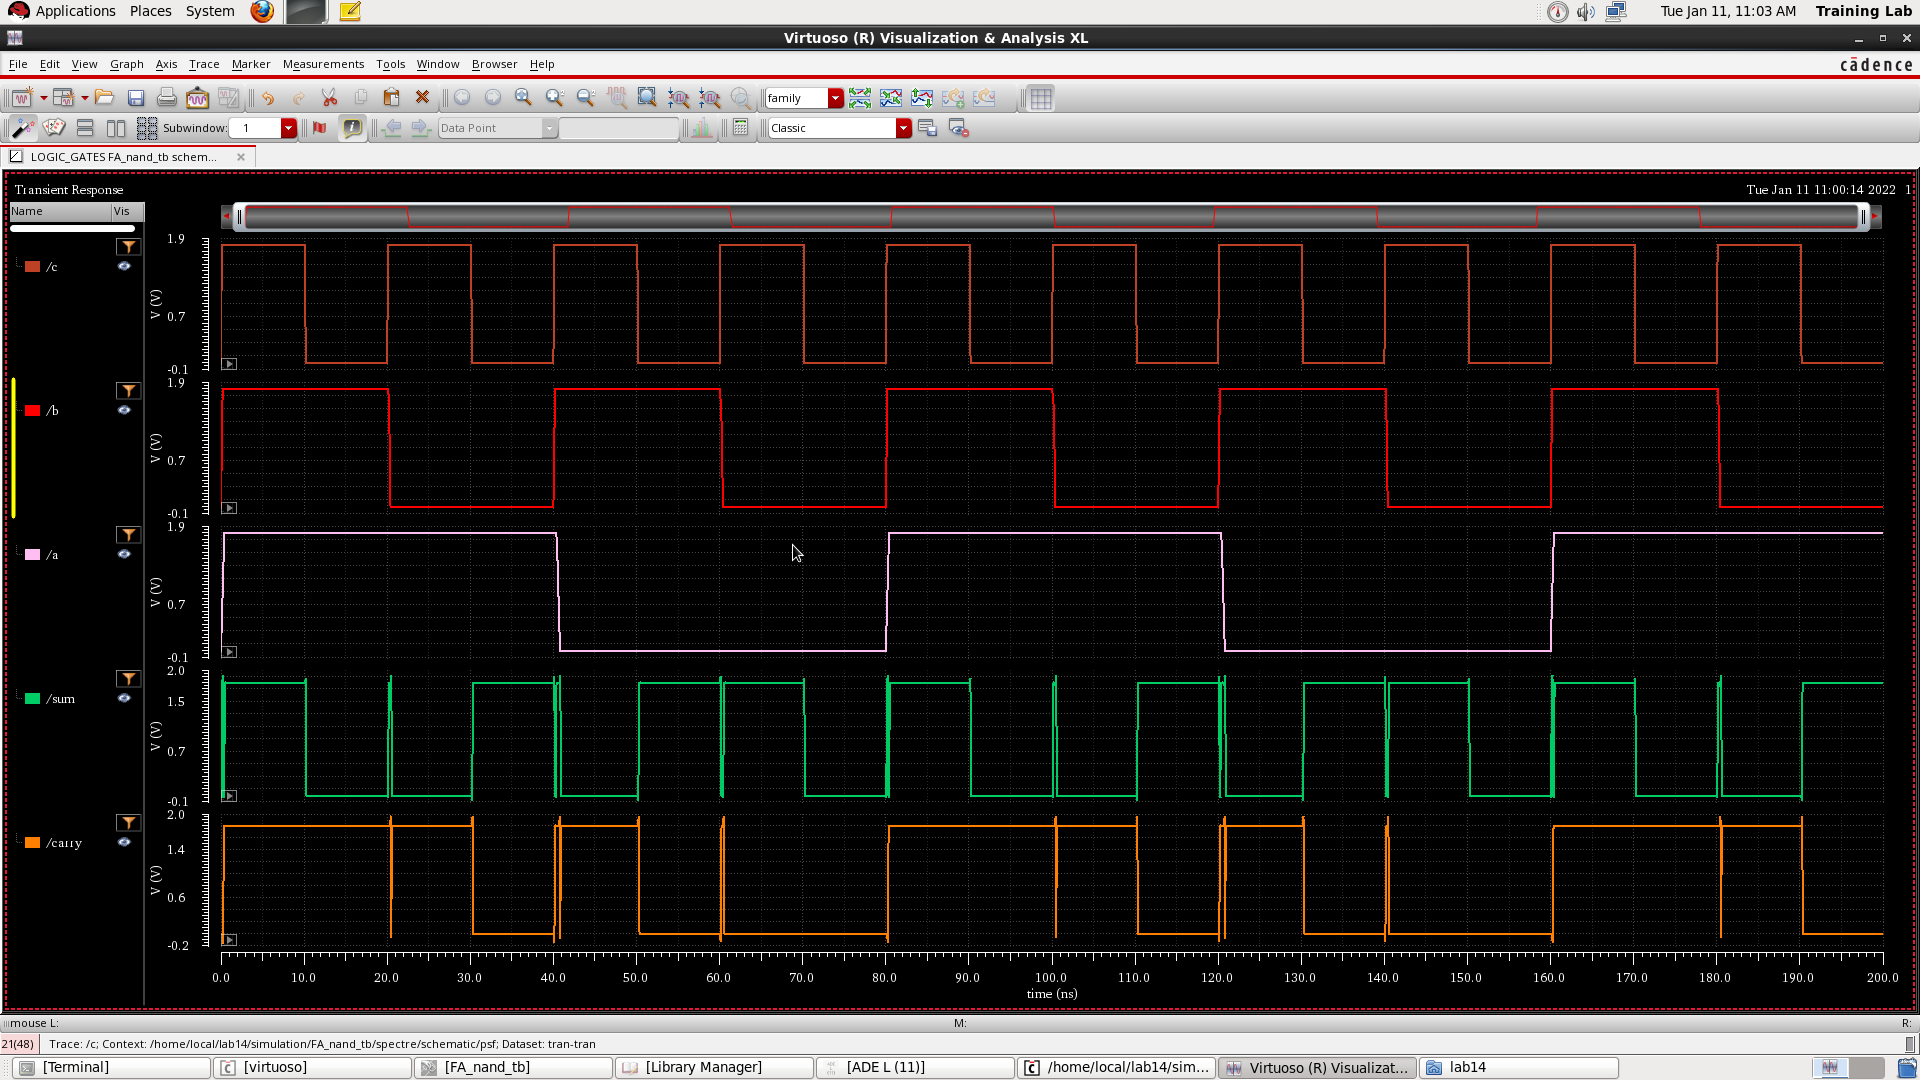 Applications Places System Tue Jan 11, 11:03 AM Training Lab
Virtuoso (R) Visualization & Analysis XL
File Edit View Graph Axis Trace Marker Measurements Tools Window Browser Help cādence
family
Subwindow: 1 Data Point Classic
LOGIC_GATES FA_nand_tb schem...
Transient Response Tue Jan 11 11:00:14 2022 1
Name Vis
1.9
/c
V (V)
0.7
-0.1
1.9
/b
V (V)
0.7
-0.1
1.9
/a
V (V)
0.7
-0.1
2.0
/sum
1.5
V (V)
0.7
-0.1
2.0
/carry
1.4
V (V)
0.6
-0.2
0.0 10.0 20.0 30.0 40.0 50.0 60.0 70.0 80.0 90.0 100.0 110.0 120.0 130.0 140.0 150.0 160.0 170.0 180.0 190.0 200.0
time (ns)
mouse L: M: R:
21(48) Trace: /c; Context: /home/local/lab14/simulation/FA_nand_tb/spectre/schematic/psf; Dataset: tran-tran
[Terminal] [virtuoso] [FA_nand_tb] [Library Manager] [ADE L (11)] /home/local/lab14/sim... Virtuoso (R) Visualizat... lab14